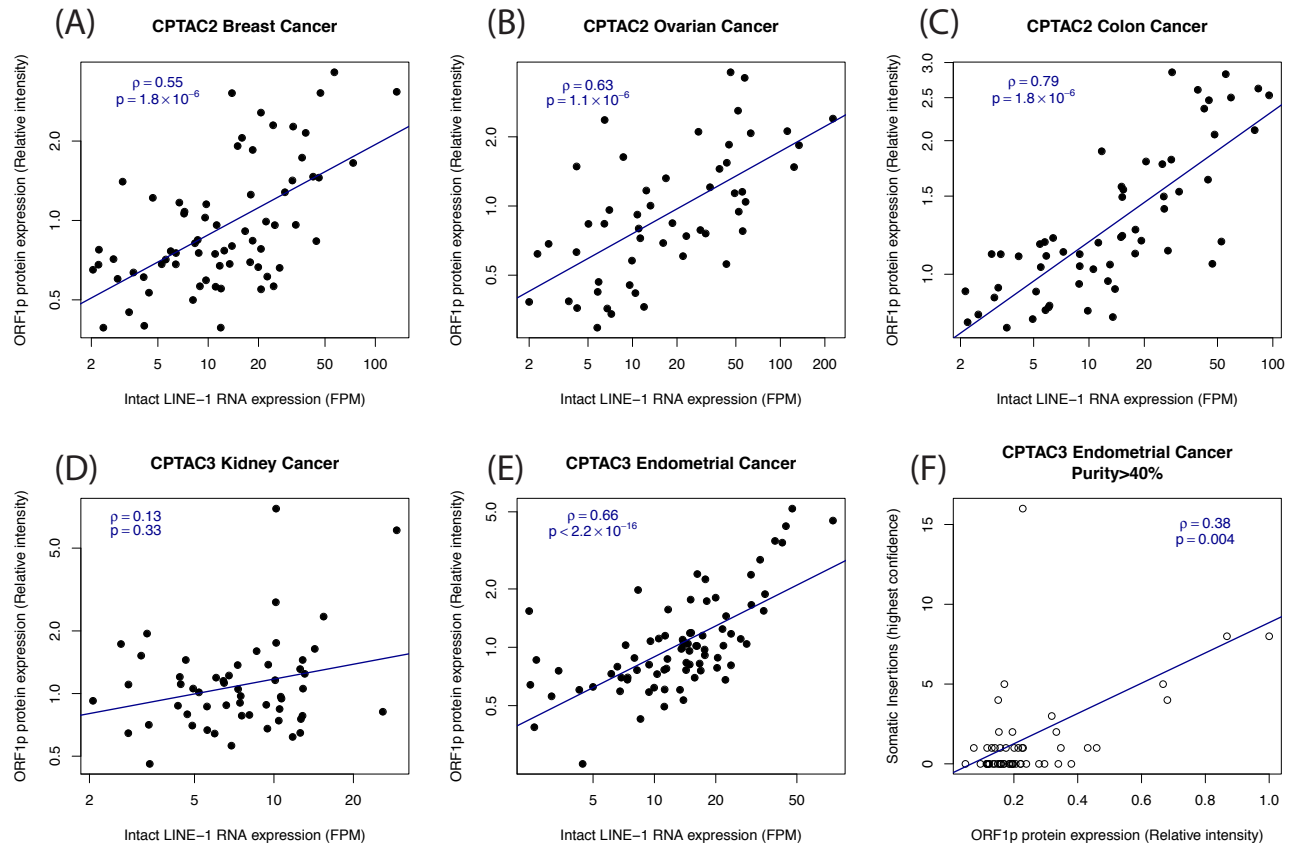 (A)
CPTAC2 Breast Cancer
ρ = 0.55
p = 1.8 × 10⁻⁶
ORF1p protein expression (Relative intensity)
0.5
1.0
2.0
2
5
10
20
50
100
Intact LINE−1 RNA expression (FPM)
(B)
CPTAC2 Ovarian Cancer
ρ = 0.63
p = 1.1 × 10⁻⁶
ORF1p protein expression (Relative intensity)
0.5
1.0
2.0
2
5
10
20
50
100
200
Intact LINE−1 RNA expression (FPM)
(C)
CPTAC2 Colon Cancer
ρ = 0.79
p = 1.8 × 10⁻⁶
ORF1p protein expression (Relative intensity)
1.0
1.5
2.0
2.5
3.0
2
5
10
20
50
100
Intact LINE−1 RNA expression (FPM)
(D)
CPTAC3 Kidney Cancer
ρ = 0.13
p = 0.33
ORF1p protein expression (Relative intensity)
0.5
1.0
2.0
5.0
2
5
10
20
Intact LINE−1 RNA expression (FPM)
(E)
CPTAC3 Endometrial Cancer
ρ = 0.66
p < 2.2 × 10⁻¹⁶
ORF1p protein expression (Relative intensity)
0.5
1.0
2.0
5.0
5
10
20
50
Intact LINE−1 RNA expression (FPM)
(F)
CPTAC3 Endometrial Cancer
Purity>40%
ρ = 0.38
p = 0.004
Somatic Insertions (highest confidence)
0
5
10
15
0.2
0.4
0.6
0.8
1.0
ORF1p protein expression (Relative intensity)